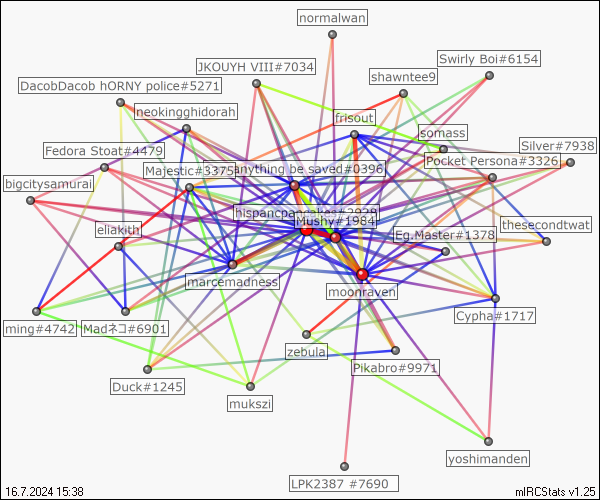 normalwan
Swirly Boi#6154
JKOUYH VIII#7034
shawntee9
DacobDacob hORNY police#5271
neokingghidorah
frisout
somass
Silver#7938
Fedora Stoat#4479
Pocket Persona#3326
Majestic#3375
anything be saved#0396
bigcitysamurai
Mushy#1984
thesecondtwat
eliakith
Eg.Master#1378
marcemadness
moonraven
ming#4742
Madネコ#6901
Cypha#1717
zebula
Pikabro#9971
Duck#1245
mukszi
yoshimanden
LPK2387 #7690
16.7.2024 15:38
mIRCStats v1.25